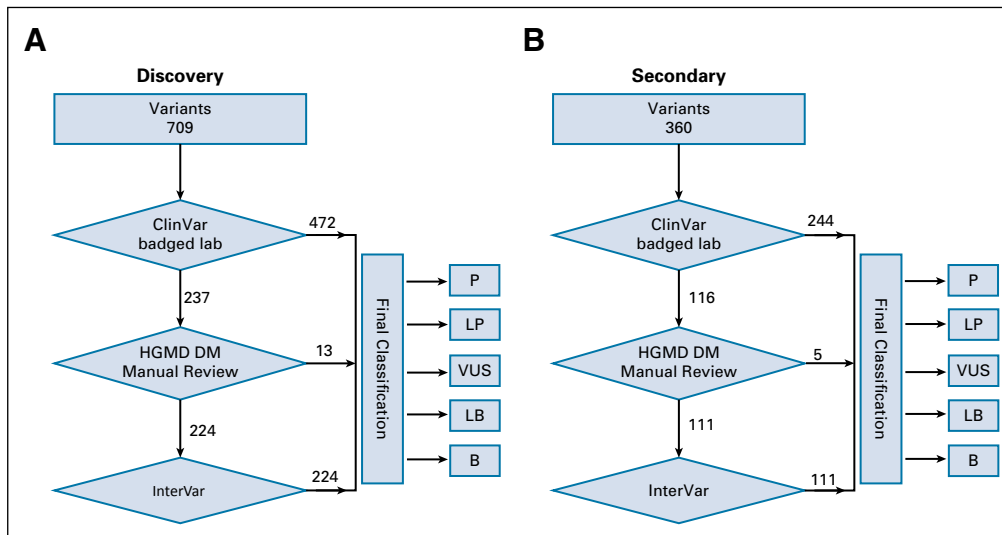 A
Discovery
Variants
709
ClinVar
badged lab
472
237
HGMD DM
Manual Review
13
224
InterVar
224
Final Classification
P
LP
VUS
LB
B
B
Secondary
Variants
360
ClinVar
badged lab
244
116
HGMD DM
Manual Review
5
111
InterVar
111
Final Classification
P
LP
VUS
LB
B